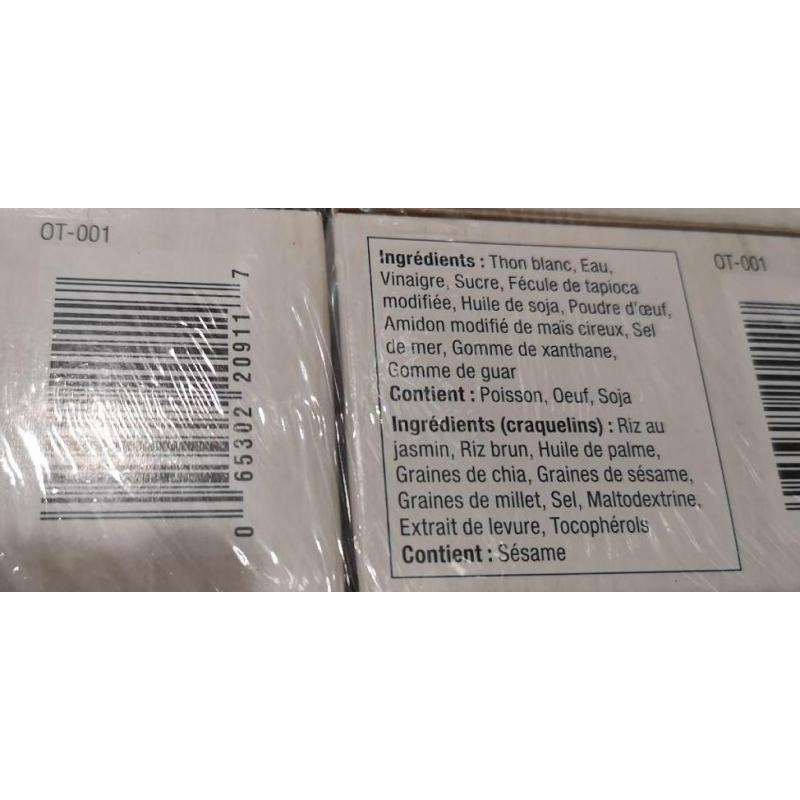 OT-001
0 65302 20911 7
Ingrédients : Thon blanc, Eau,
Vinaigre, Sucre, Fécule de tapioca
modifiée, Huile de soja, Poudre d'œuf,
Amidon modifié de maïs cireux, Sel
de mer, Gomme de xanthane,
Gomme de guar
Contient : Poisson, Oeuf, Soja
Ingrédients (craquelins) : Riz au
jasmin, Riz brun, Huile de palme,
Graines de chia, Graines de sésame,
Graines de millet, Sel, Maltodextrine,
Extrait de levure, Tocophérols
Contient : Sésame
OT-001